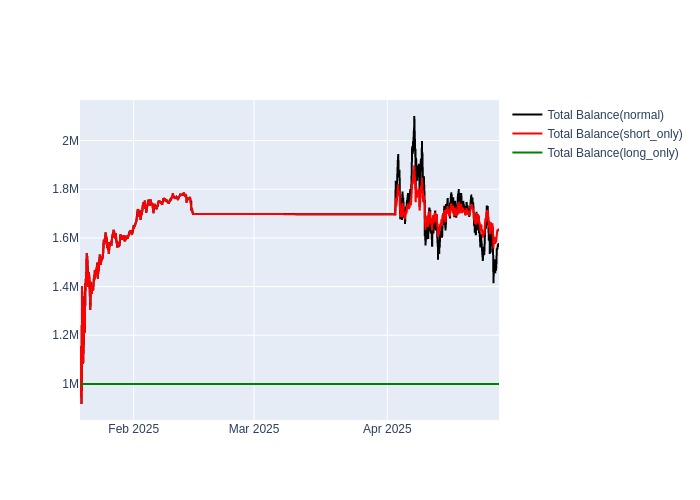 Total Balance(normal)
Total Balance(short_only)
Total Balance(long_only)
2M
1.8M
1.6M
1.4M
1.2M
1M
Feb 2025
Mar 2025
Apr 2025